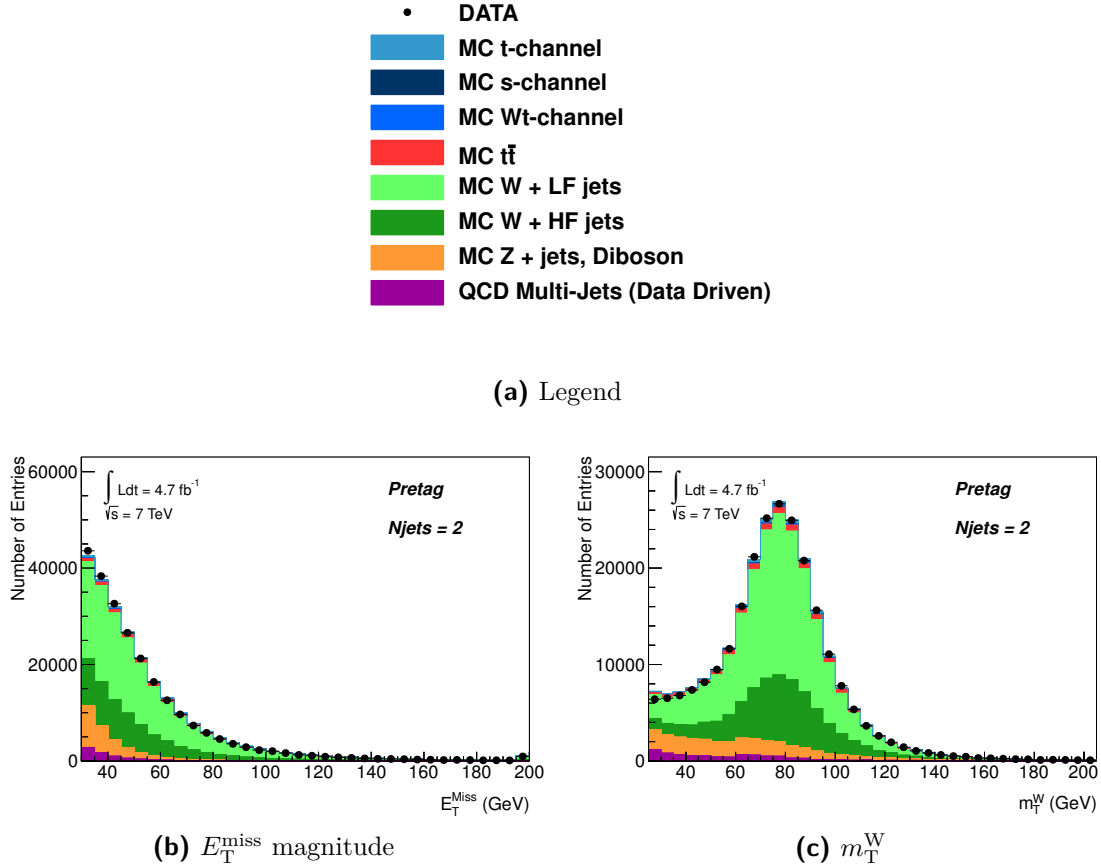 DATA
MC t-channel
MC s-channel
MC Wt-channel
MC tt̄
MC W + LF jets
MC W + HF jets
MC Z + jets, Diboson
QCD Multi-Jets (Data Driven)
(a) Legend
Number of Entries
60000
40000
20000
0
∫ Ldt = 4.7 fb⁻¹
√s = 7 TeV
Pretag
Njets = 2
40 60 80 100 120 140 160 180 200
E_T^Miss (GeV)
(b) E_T^miss magnitude
Number of Entries
30000
20000
10000
0
∫ Ldt = 4.7 fb⁻¹
√s = 7 TeV
Pretag
Njets = 2
40 60 80 100 120 140 160 180 200
m_T^W (GeV)
(c) m_T^W